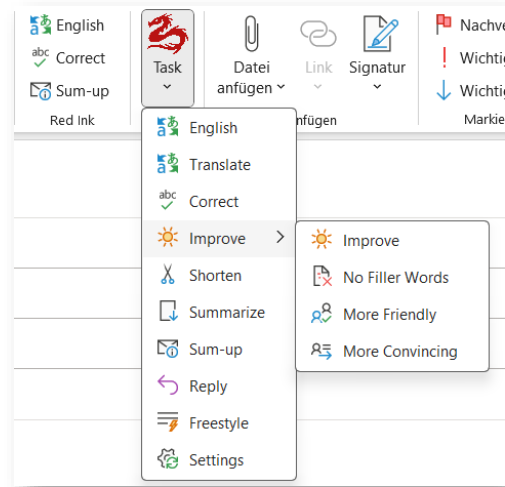 English
Correct
Sum-up
Red Ink
Task
Datei
anfügen
Link
Signatur
nfügen
Nachve
Wichtig
Wichtig
Markie
English
Translate
Correct
Improve
Shorten
Summarize
Sum-up
Reply
Freestyle
Settings
Improve
No Filler Words
More Friendly
More Convincing